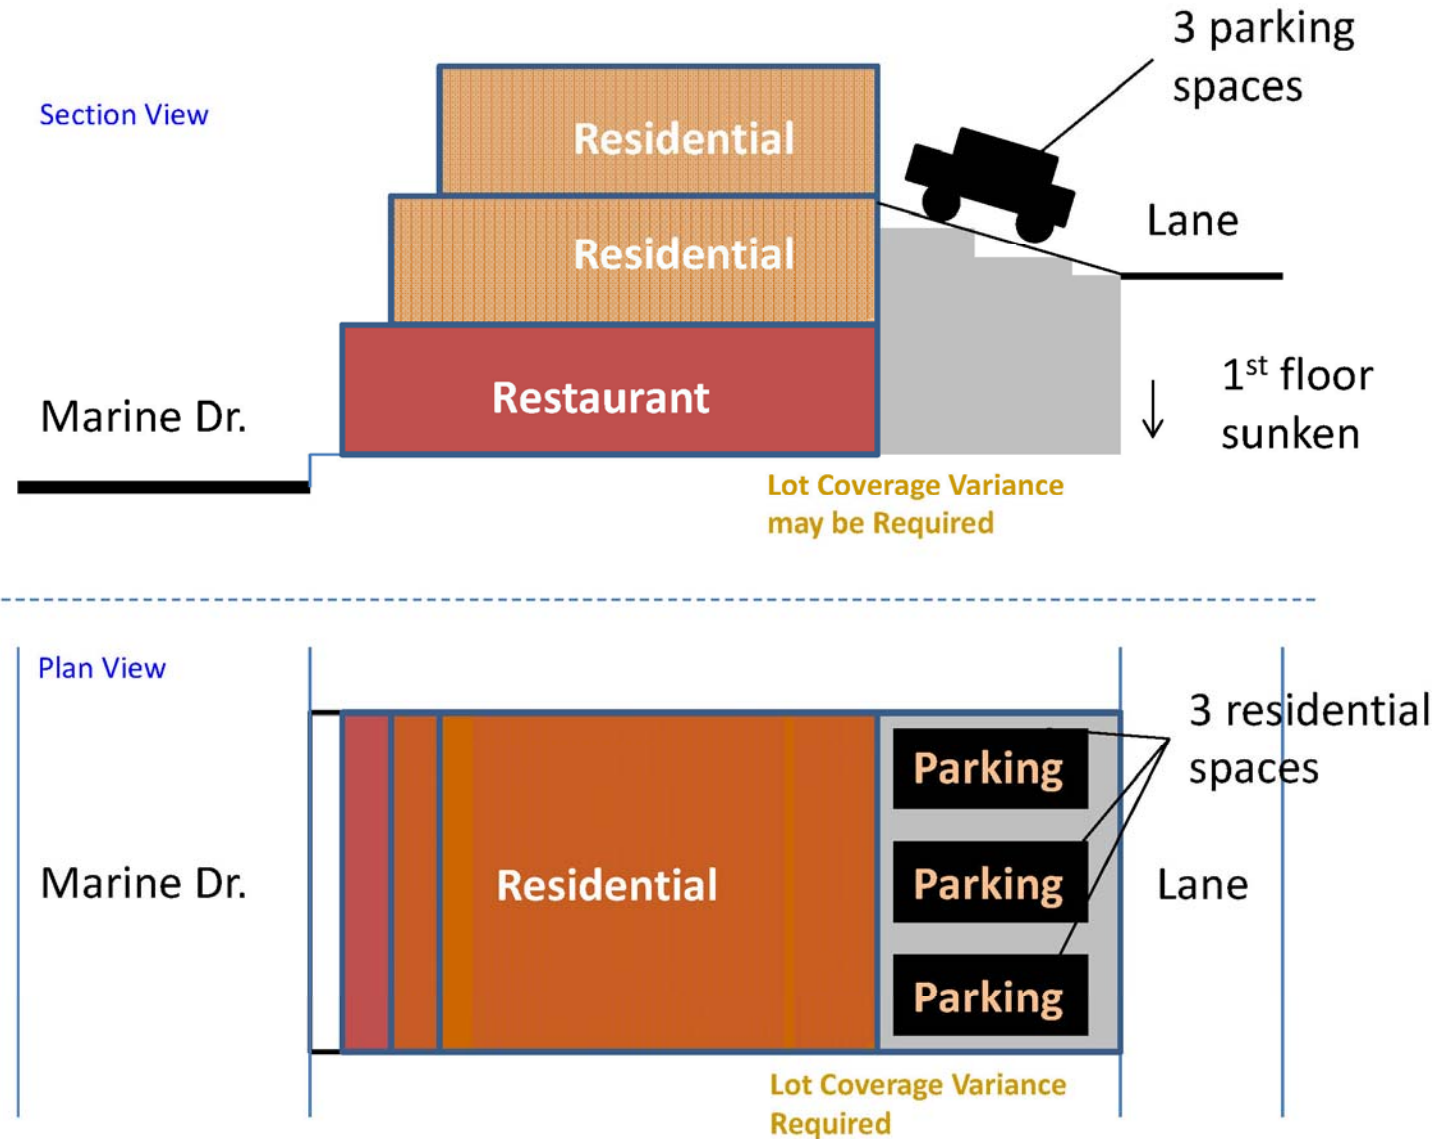 3 parking
spaces
Section View
Residential
Lane
Residential
1st floor
sunken
Restaurant
Marine Dr.
Lot Coverage Variance
may be Required
Plan View
3 residential
spaces
Parking
Marine Dr.
Residential
Parking
Lane
Parking
Lot Coverage Variance
Required